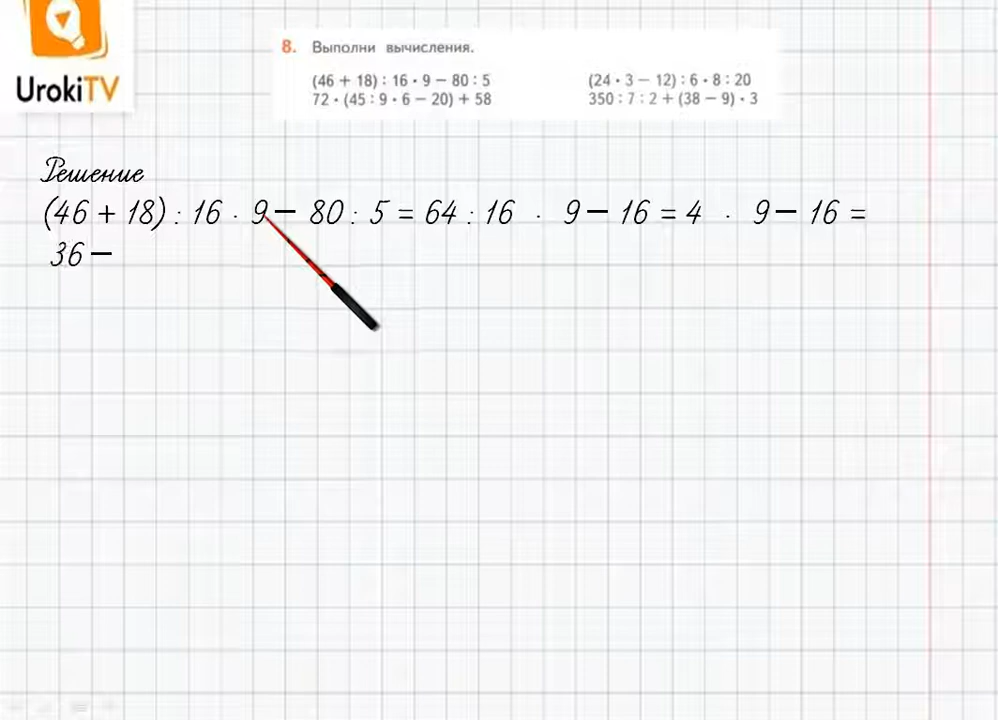 UrokiTV
8. Выполни вычисления.
(46 + 18) : 16 · 9 − 80 : 5
72 · (45 : 9 · 6 − 20) + 58
(24 · 3 − 12) : 6 · 8 : 20
350 : 7 : 2 + (38 − 9) · 3
Решение
(46 + 18) : 16 · 9 − 80 : 5 = 64 : 16 · 9 − 16 = 4 · 9 − 16 =
36 −